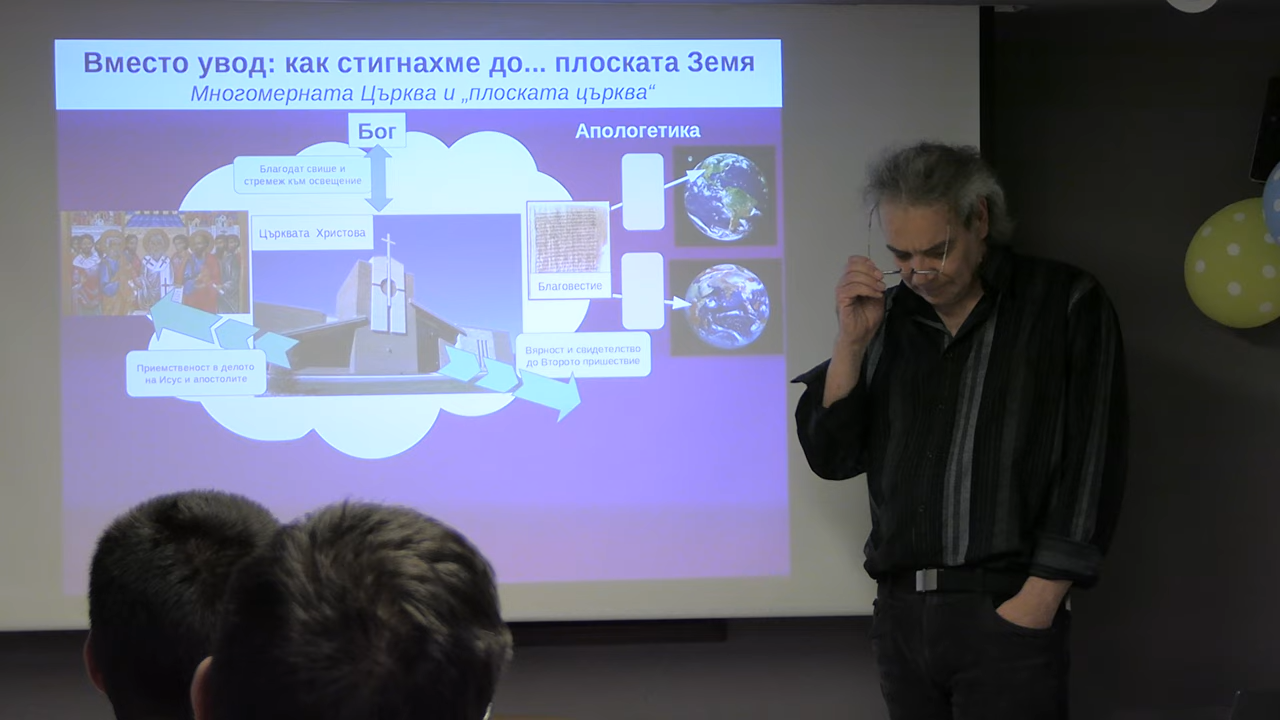 Вместо увод: как стигнахме до... плоската Земя
Многомерната Църква и „плоската църква“
Бог
Апологетика
Благодат свише и
стремеж към освещение
Църквата Христова
Благовестие
Вярност и свидетелство
до Второто пришествие
Приемственост в делото
на Исус и апостолите